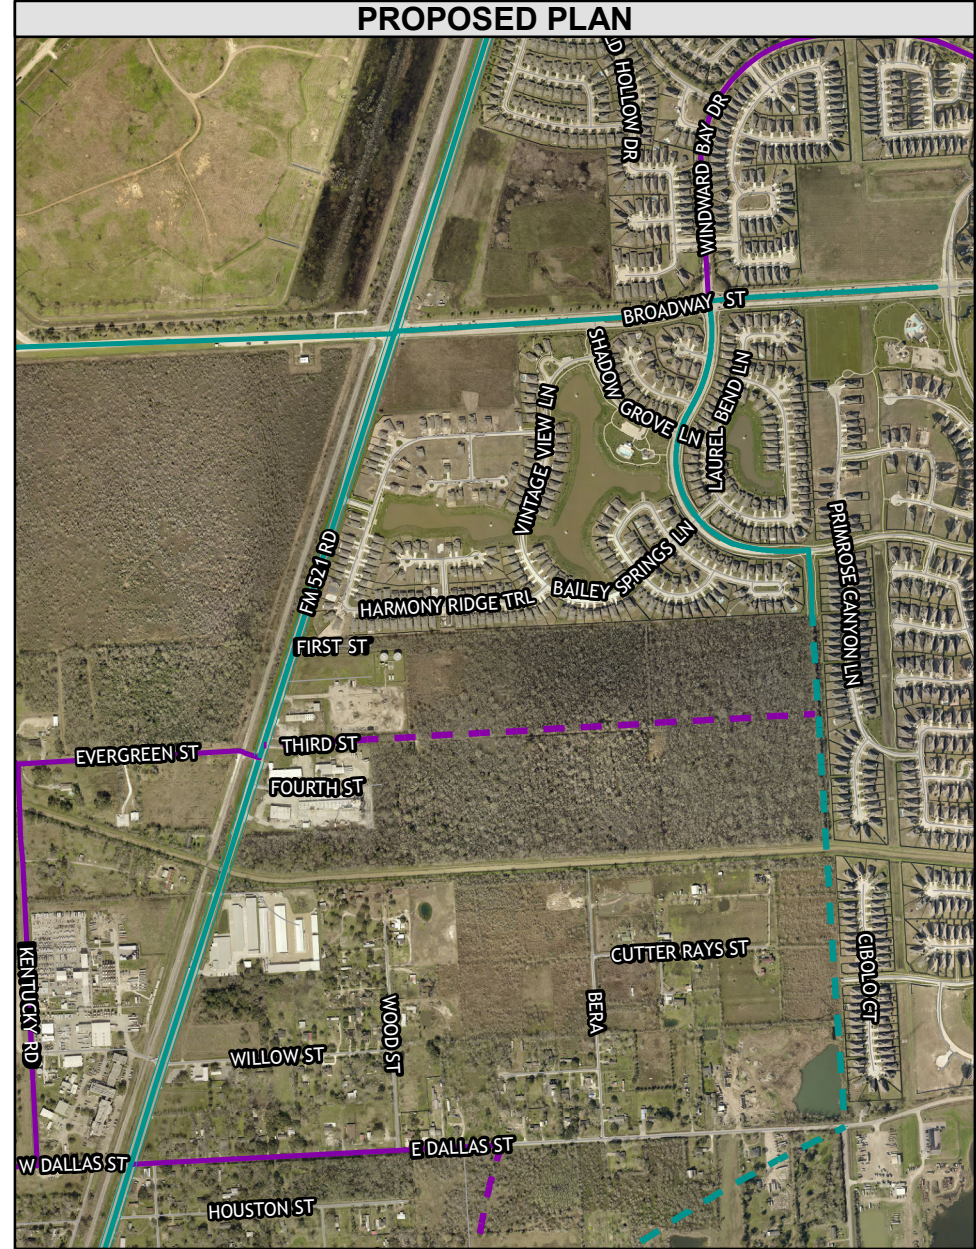 PROPOSED PLAN
D HOLLOW DR
WINDWARD BAY DR
BROADWAY ST
SHADOW GROVE LN
LAUREL BEND LN
VINTAGE VIEW LN
PRIMROSE CANYON LN
FM 521 RD
BAILEY SPRINGS LN
HARMONY RIDGE TRL
FIRST ST
EVERGREEN ST
THIRD ST
FOURTH ST
KENTUCKY RD
CUTTER RAYS ST
CIBOLO CT
WOOD ST
BERA
WILLOW ST
E DALLAS ST
W DALLAS ST
HOUSTON ST